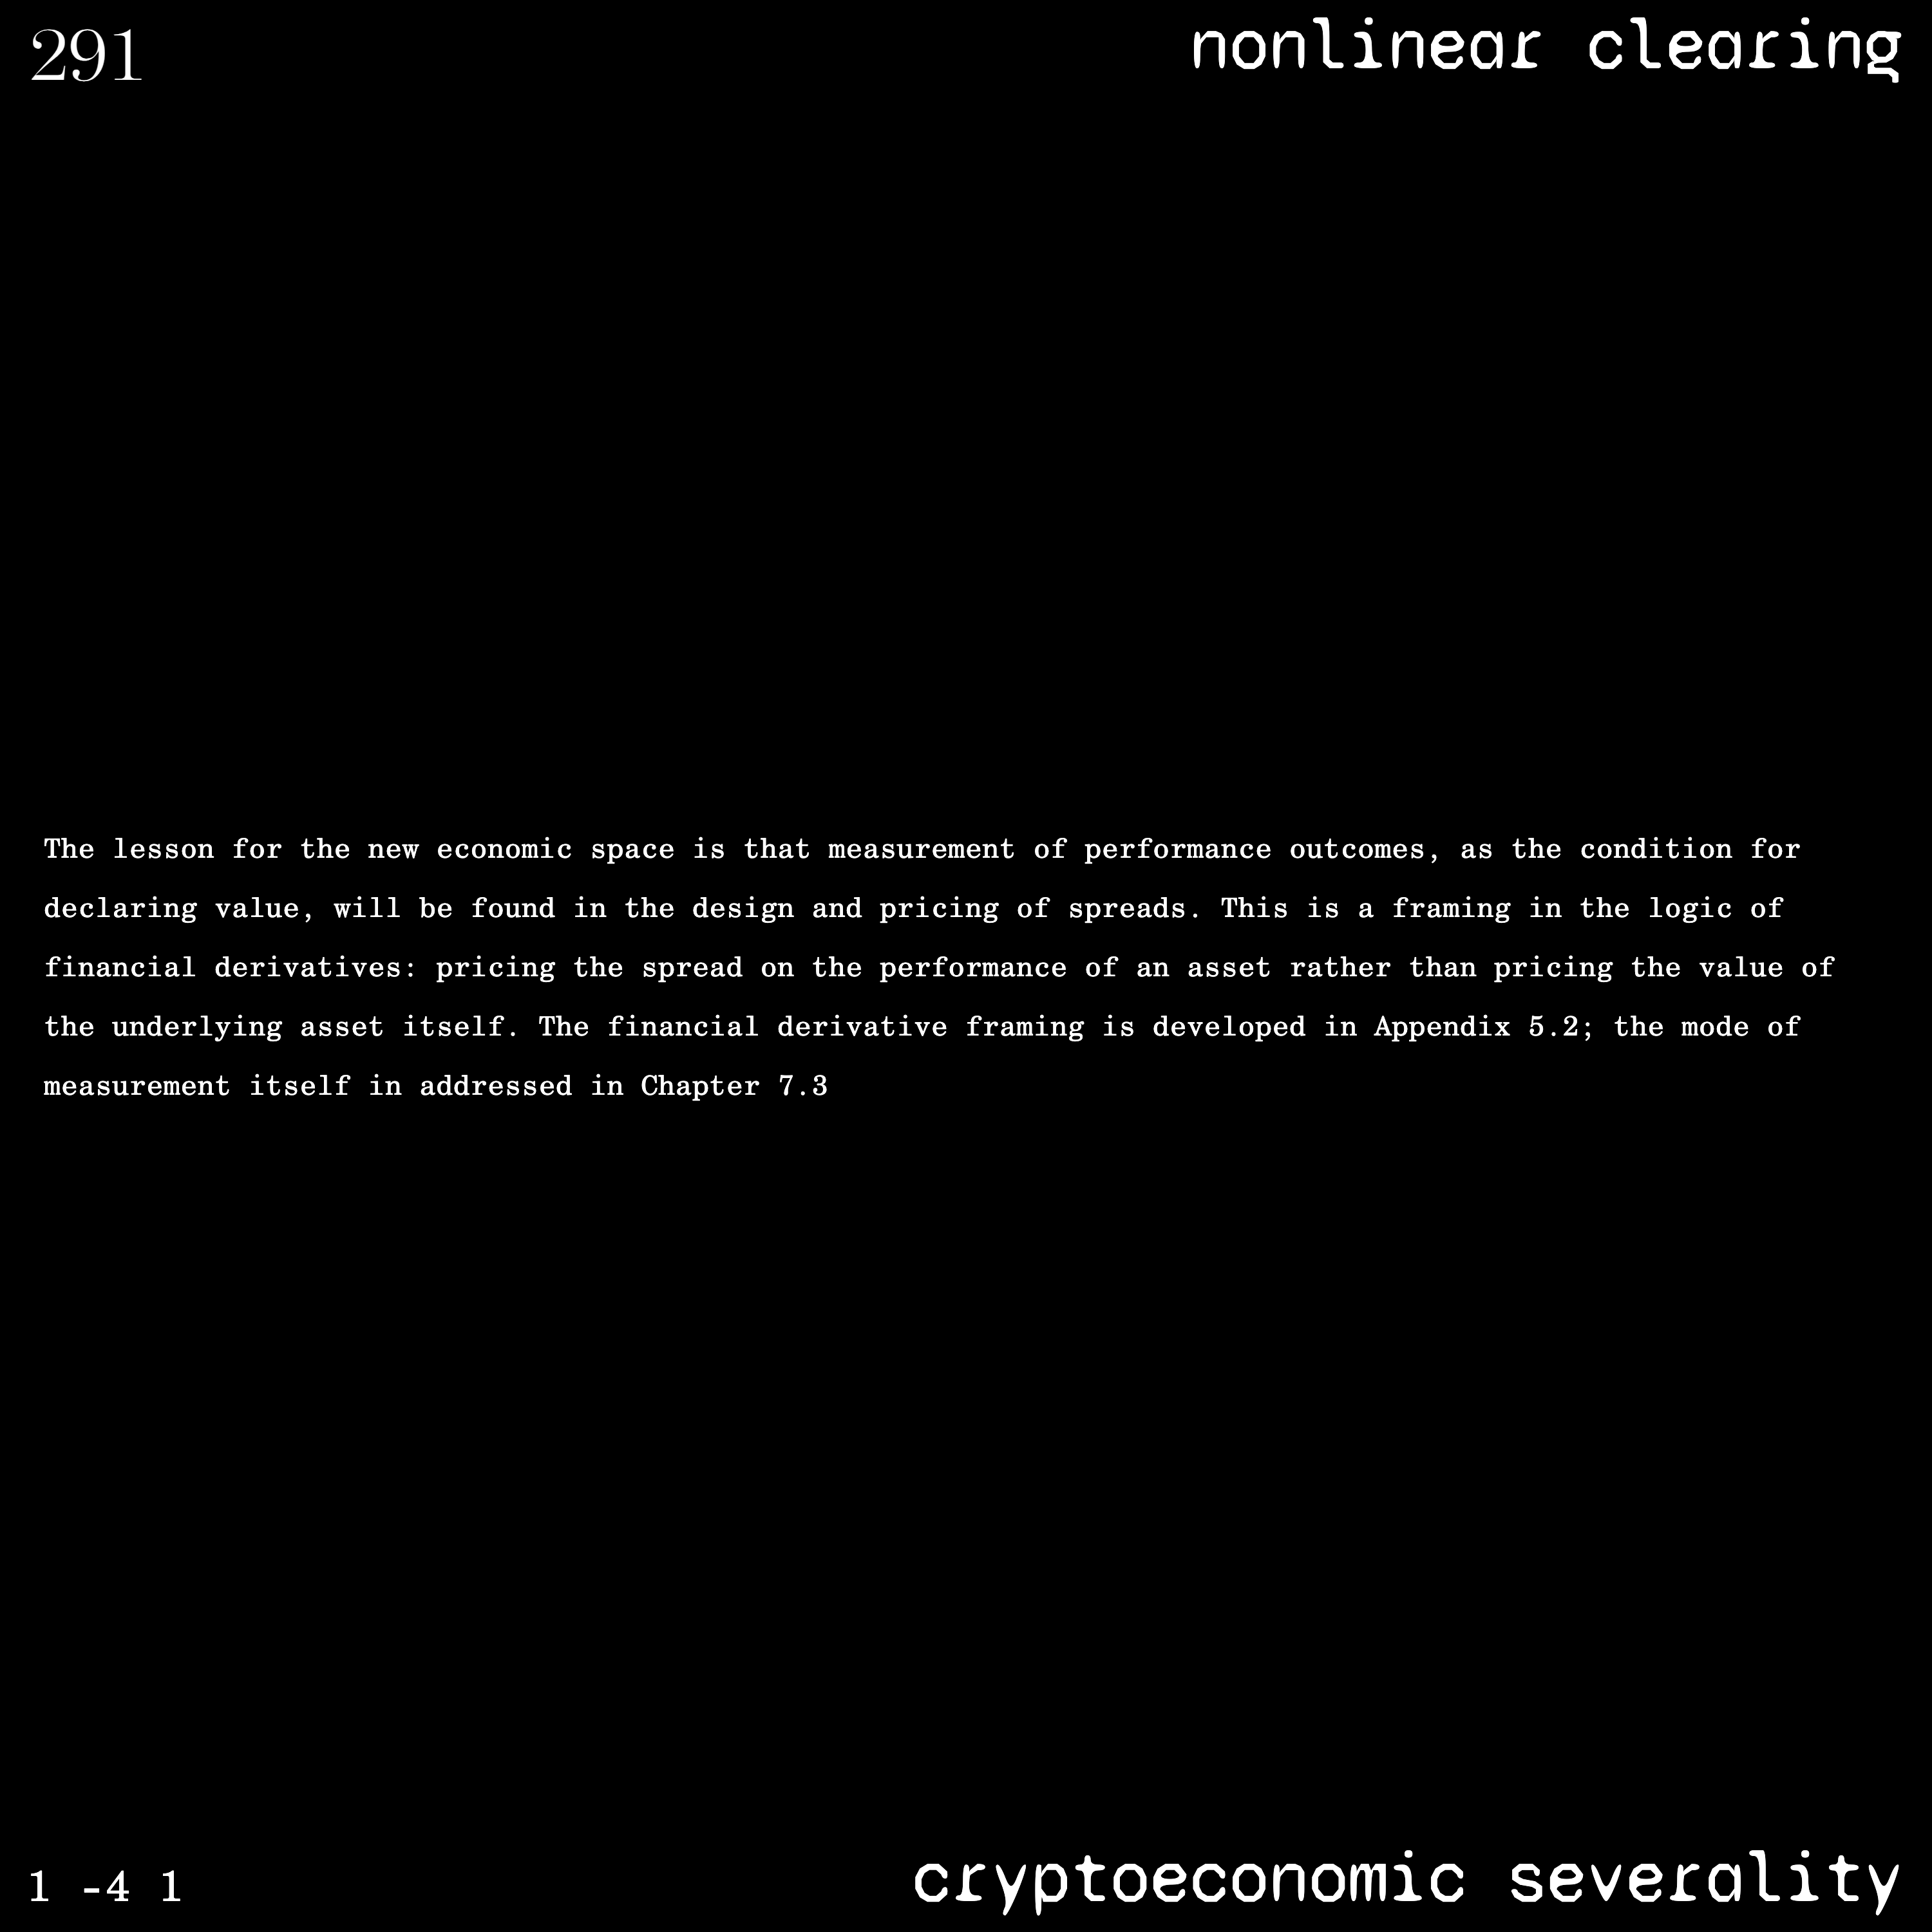 291
nonlinear clearing
The lesson for the new economic space is that measurement of performance outcomes, as the condition for
declaring value, will be found in the design and pricing of spreads. This is a framing in the logic of
financial derivatives: pricing the spread on the performance of an asset rather than pricing the value of
the underlying asset itself. The financial derivative framing is developed in Appendix 5.2; the mode of
measurement itself in addressed in Chapter 7.3
1 -4 1
cryptoeconomic severality